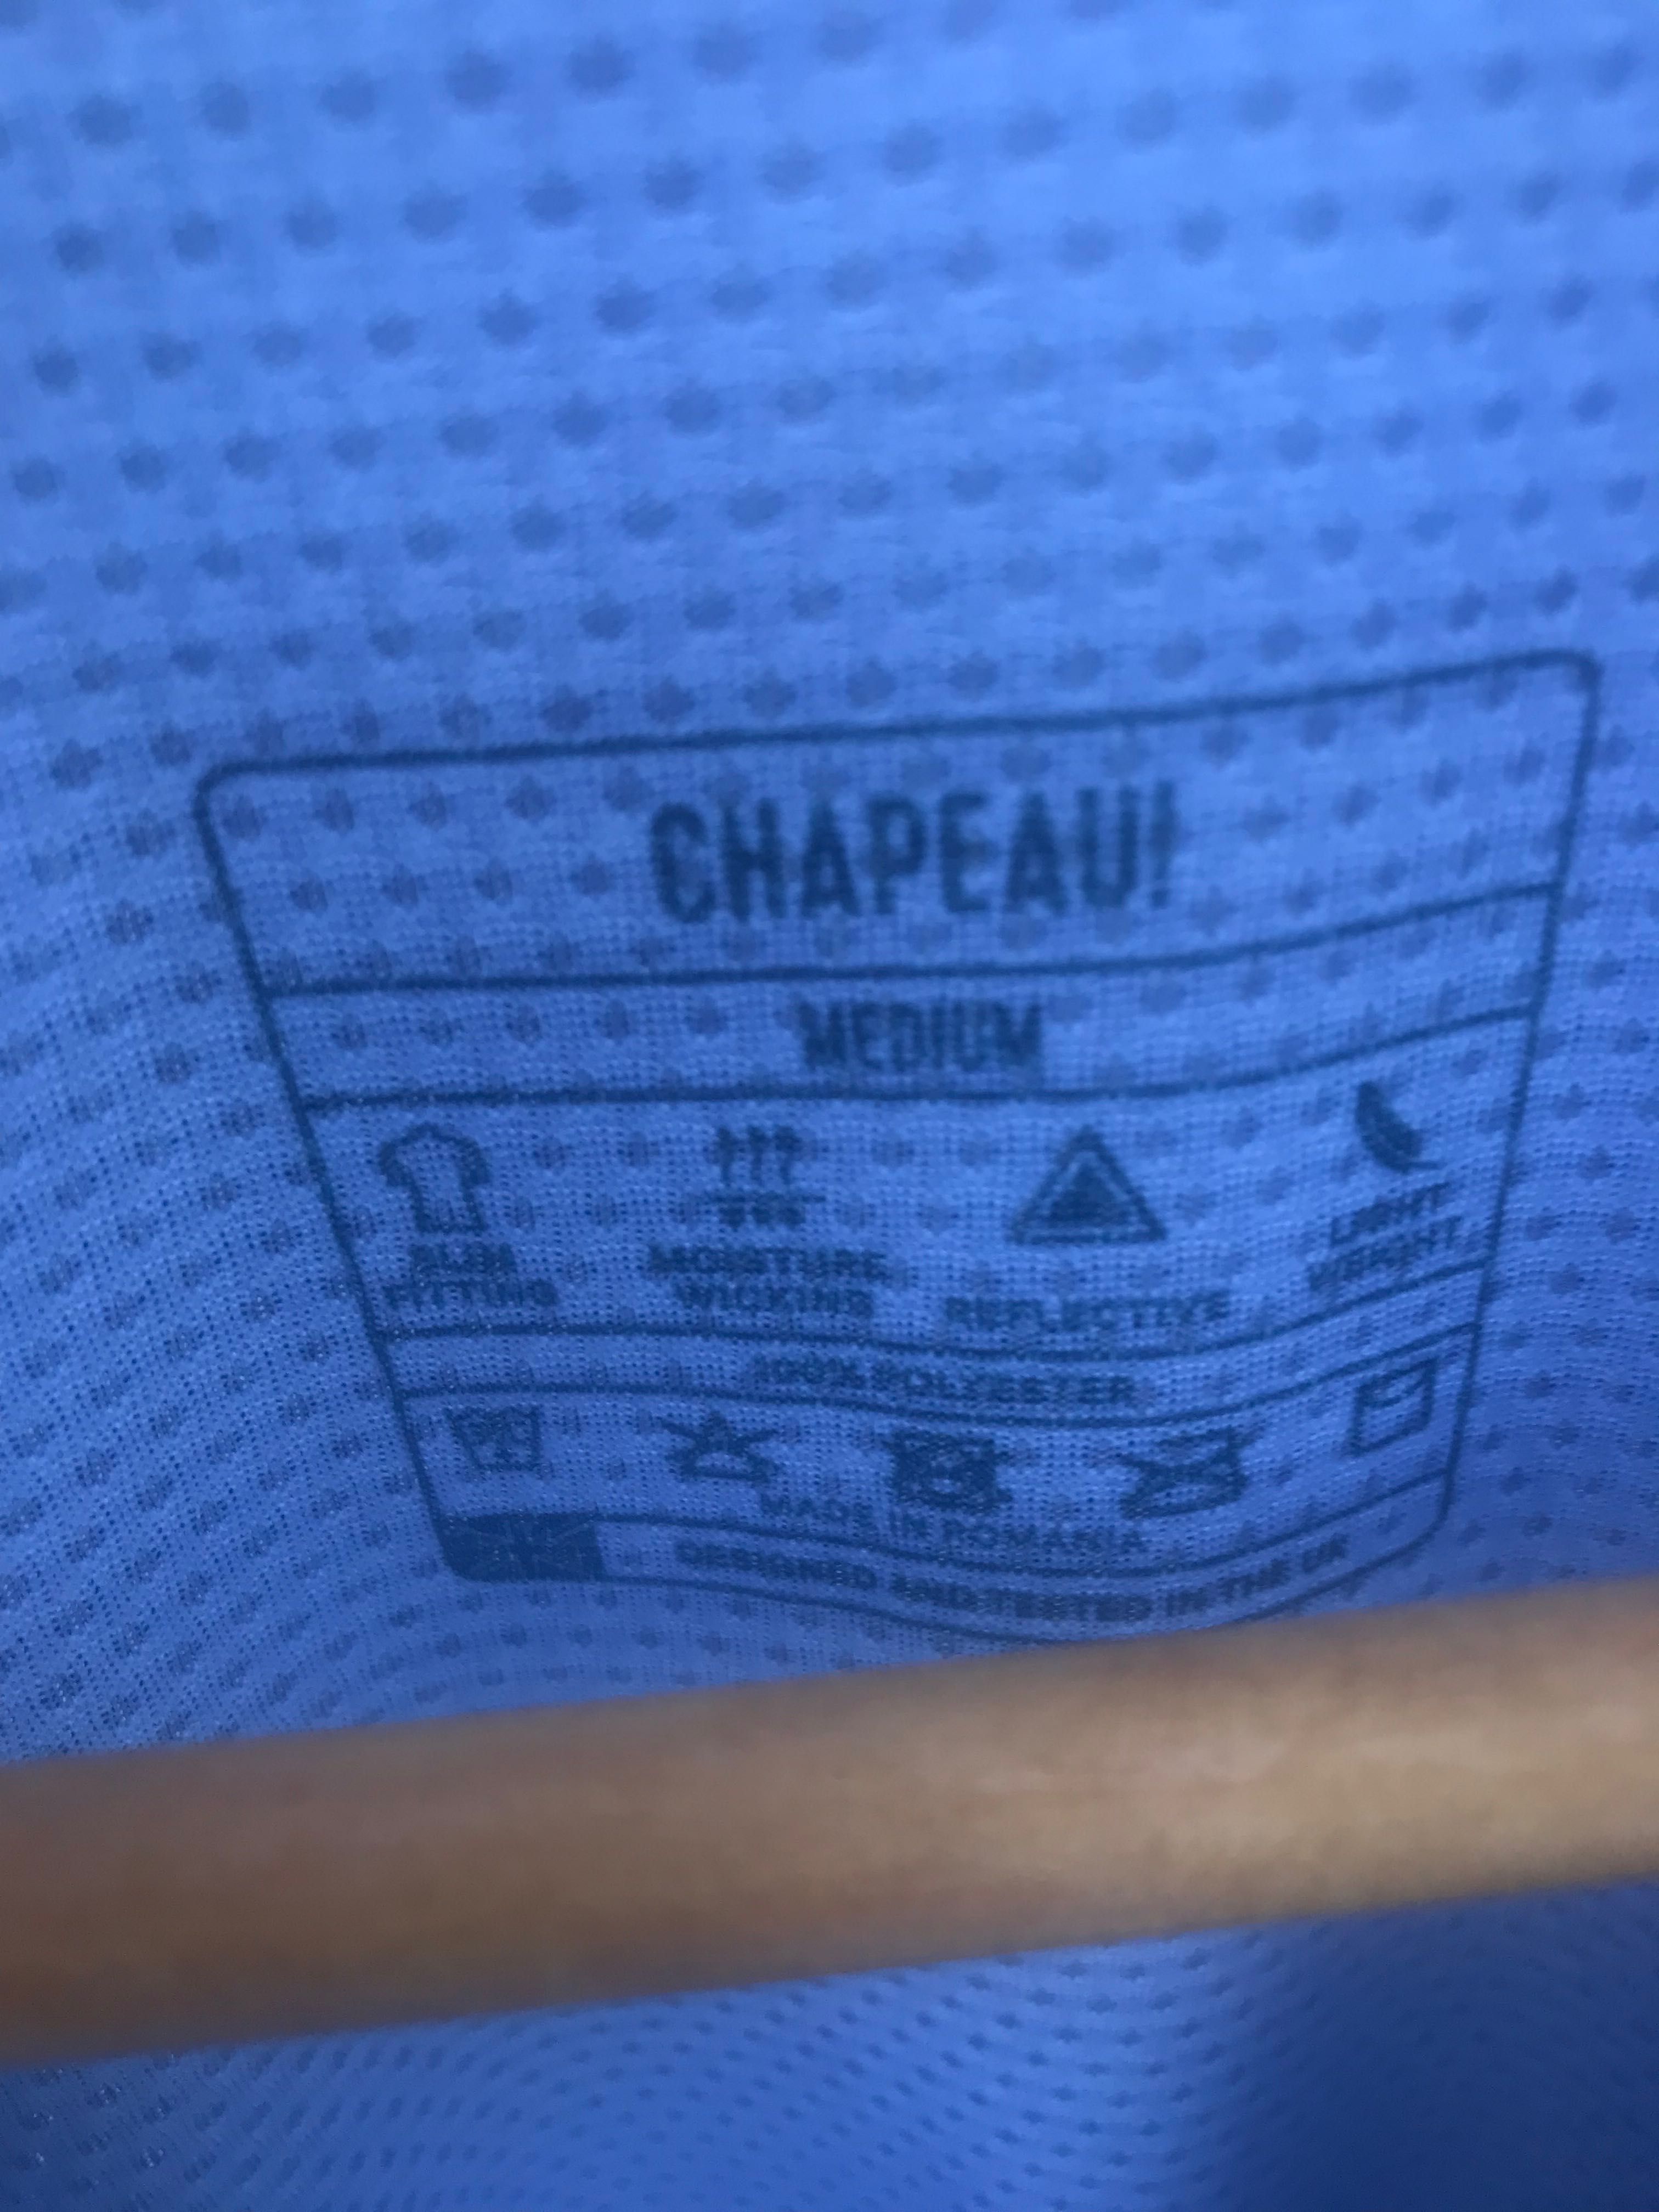 CHAPEAU!
MEDIUM
SLIM
FITTING
MOISTURE
WICKING
REFLECTIVE
LIGHT
WEIGHT
100% POLYESTER
MADE IN ROMANIA
DESIGNED AND TESTED IN THE UK